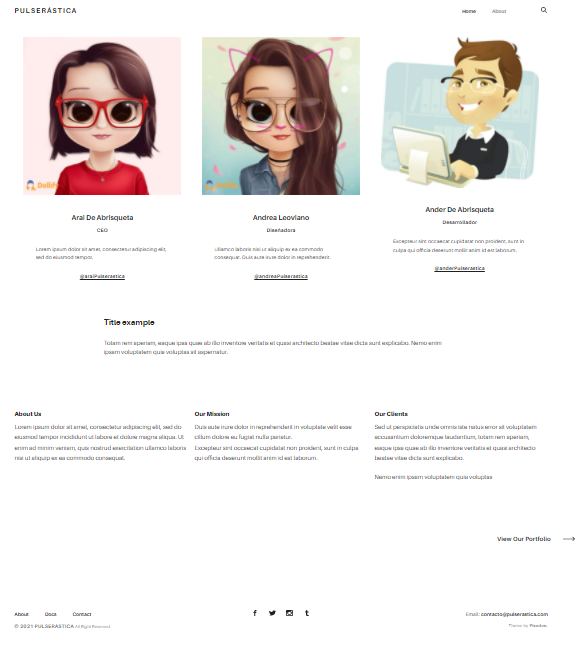 PULSERÁSTICA
Home About
Dollify
Dollify
Arai De Abrisqueta
CEO
Lorem ipsum dolor sit amet, consectetur adipiscing elit,
sed do eiusmod tempor.
@araiPulserastica
Andrea Leoviano
Diseñadora
Ullamco laboris nisi ut aliquip ex ea commodo
consequat. Duis aute irure dolor in reprehenderit.
@andreaPulserastica
Ander De Abrisqueta
Desarrollador
Excepteur sint occaecat cupidatat non proident, sunt in
culpa qui officia deserunt mollit anim id est laborum.
@anderPulserastica
Title example
Totam rem aperiam, eaque ipsa quae ab illo inventore veritatis et quasi architecto beatae vitae dicta sunt explicabo. Nemo enim
ipsam voluptatem quia voluptas sit aspernatur.
About Us
Lorem ipsum dolor sit amet, consectetur adipisicing elit, sed do
eiusmod tempor incididunt ut labore et dolore magna aliqua. Ut
enim ad minim veniam, quis nostrud exercitation ullamco laboris
nisi ut aliquip ex ea commodo consequat.
Our Mission
Duis aute irure dolor in reprehenderit in voluptate velit esse
cillum dolore eu fugiat nulla pariatur.
Excepteur sint occaecat cupidatat non proident, sunt in culpa
qui officia deserunt mollit anim id est laborum.
Our Clients
Sed ut perspiciatis unde omnis iste natus error sit voluptatem
accusantium doloremque laudantium, totam rem aperiam,
eaque ipsa quae ab illo inventore veritatis et quasi architecto
beatae vitae dicta sunt explicabo.
Nemo enim ipsam voluptatem quia voluptas
View Our Portfolio
About Docs Contact
Email: contacto@pulserastica.com
© 2021 PULSERÁSTICA All Right Reserved
Theme by Pixodoo.